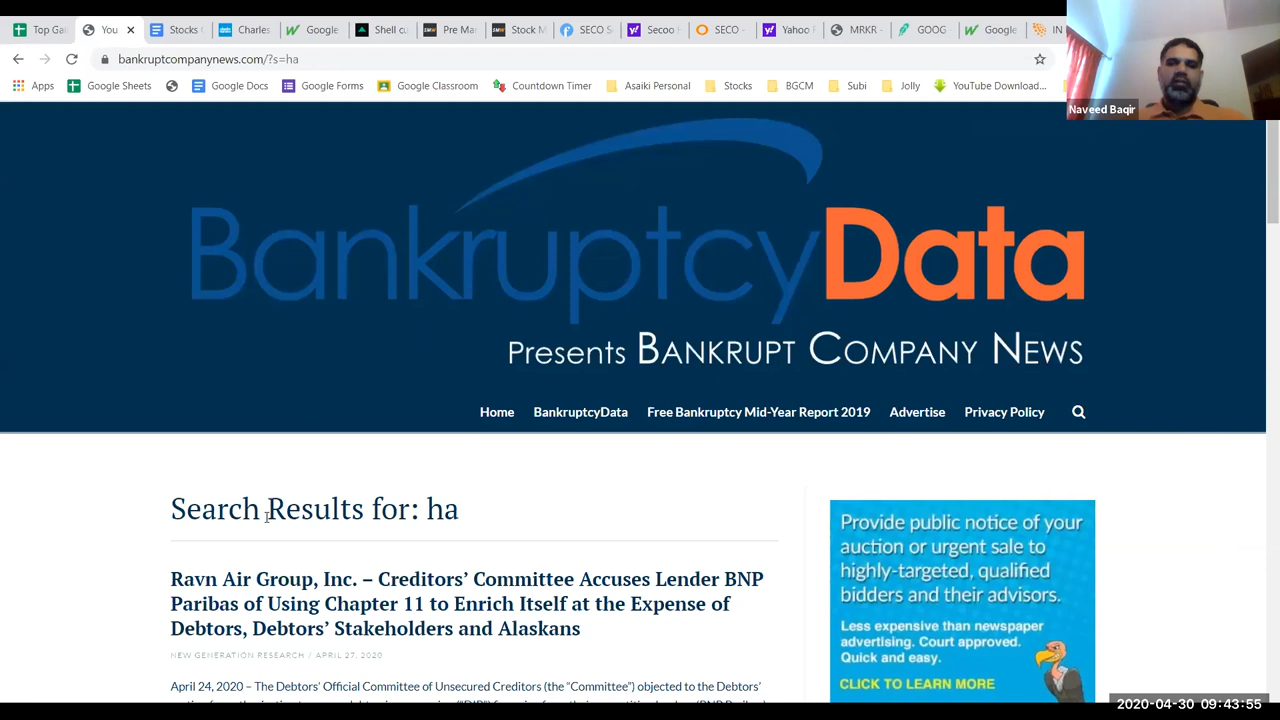 Top Ga
You
Stocks
Charles
Google
Shell c
Pre Ma
Stock M
SECO S
Secoo H
SECO -
Yahoo F
MRKR
GOOG
Google
IN
bankruptcompanynews.com/?s=ha
Apps
Google Sheets
Google Docs
Google Forms
Google Classroom
Countdown Timer
Asaiki Personal
Stocks
BGCM
Subi
Jolly
YouTube Download...
Naveed Baqir
BankruptcyData
Presents Bankrupt Company News
Home
BankruptcyData
Free Bankruptcy Mid-Year Report 2019
Advertise
Privacy Policy
Search Results for: ha
Ravn Air Group, Inc. – Creditors’ Committee Accuses Lender BNP
Paribas of Using Chapter 11 to Enrich Itself at the Expense of
Debtors, Debtors’ Stakeholders and Alaskans
NEW GENERATION RESEARCH / APRIL 27, 2020
April 24, 2020 – The Debtors’ Official Committee of Unsecured Creditors (the “Committee”) objected to the Debtors’
Provide public notice of your
auction or urgent sale to
highly-targeted, qualified
bidders and their advisors.
Less expensive than newspaper
advertising. Court approved.
Quick and easy.
CLICK TO LEARN MORE
2020-04-30 09:43:55